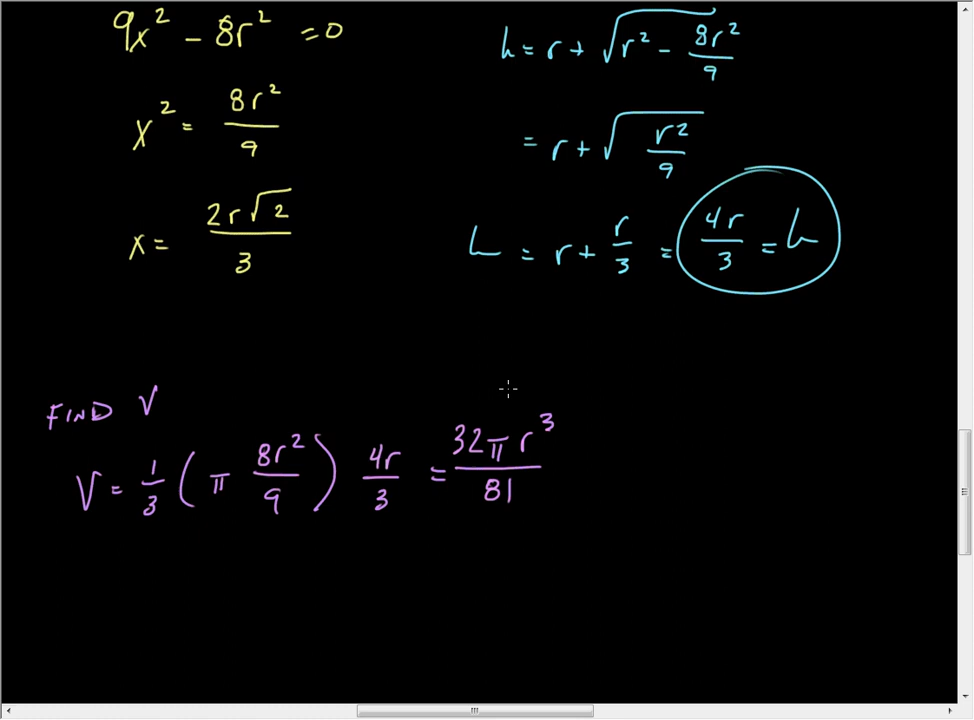 9x² - 8r² = 0
x² = 8r²/9
x = 2r√2/3
h = r + √(r² - 8r²/9)
= r + √(r²/9)
h = r + r/3 = 4r/3 = h
FIND V
V = 1/3 (π 8r²/9) 4r/3 = 32πr³/81